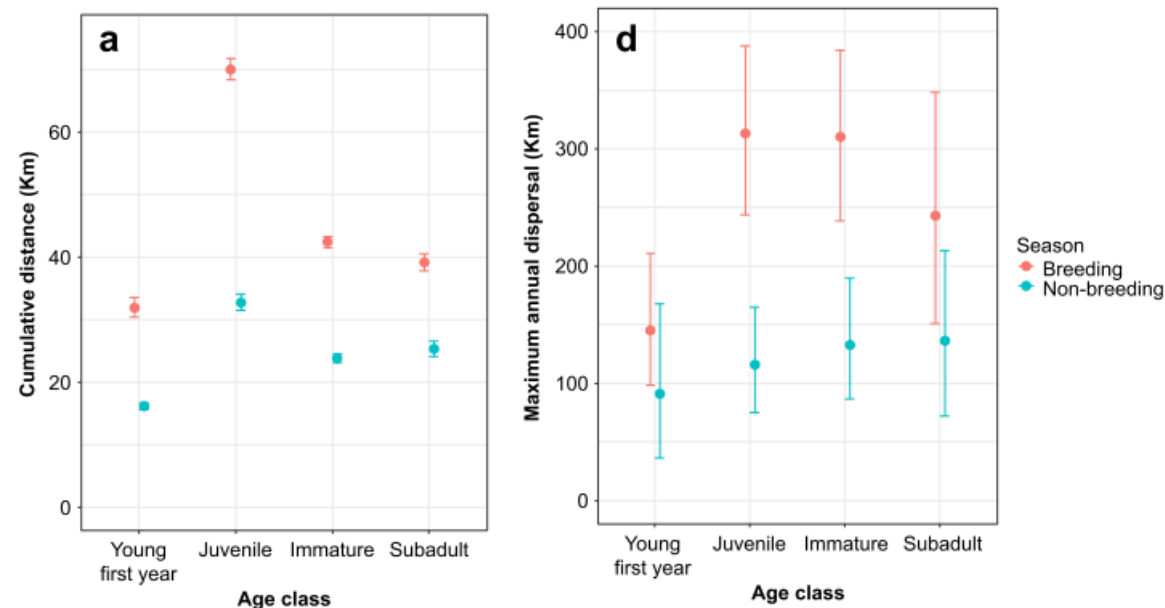 a
Cumulative distance (Km)
60
40
20
0
Young
first year
Juvenile
Immature
Subadult
Age class
d
Maximum annual dispersal (Km)
400
300
200
100
0
Young
first year
Juvenile
Immature
Subadult
Age class
Season
Breeding
Non-breeding